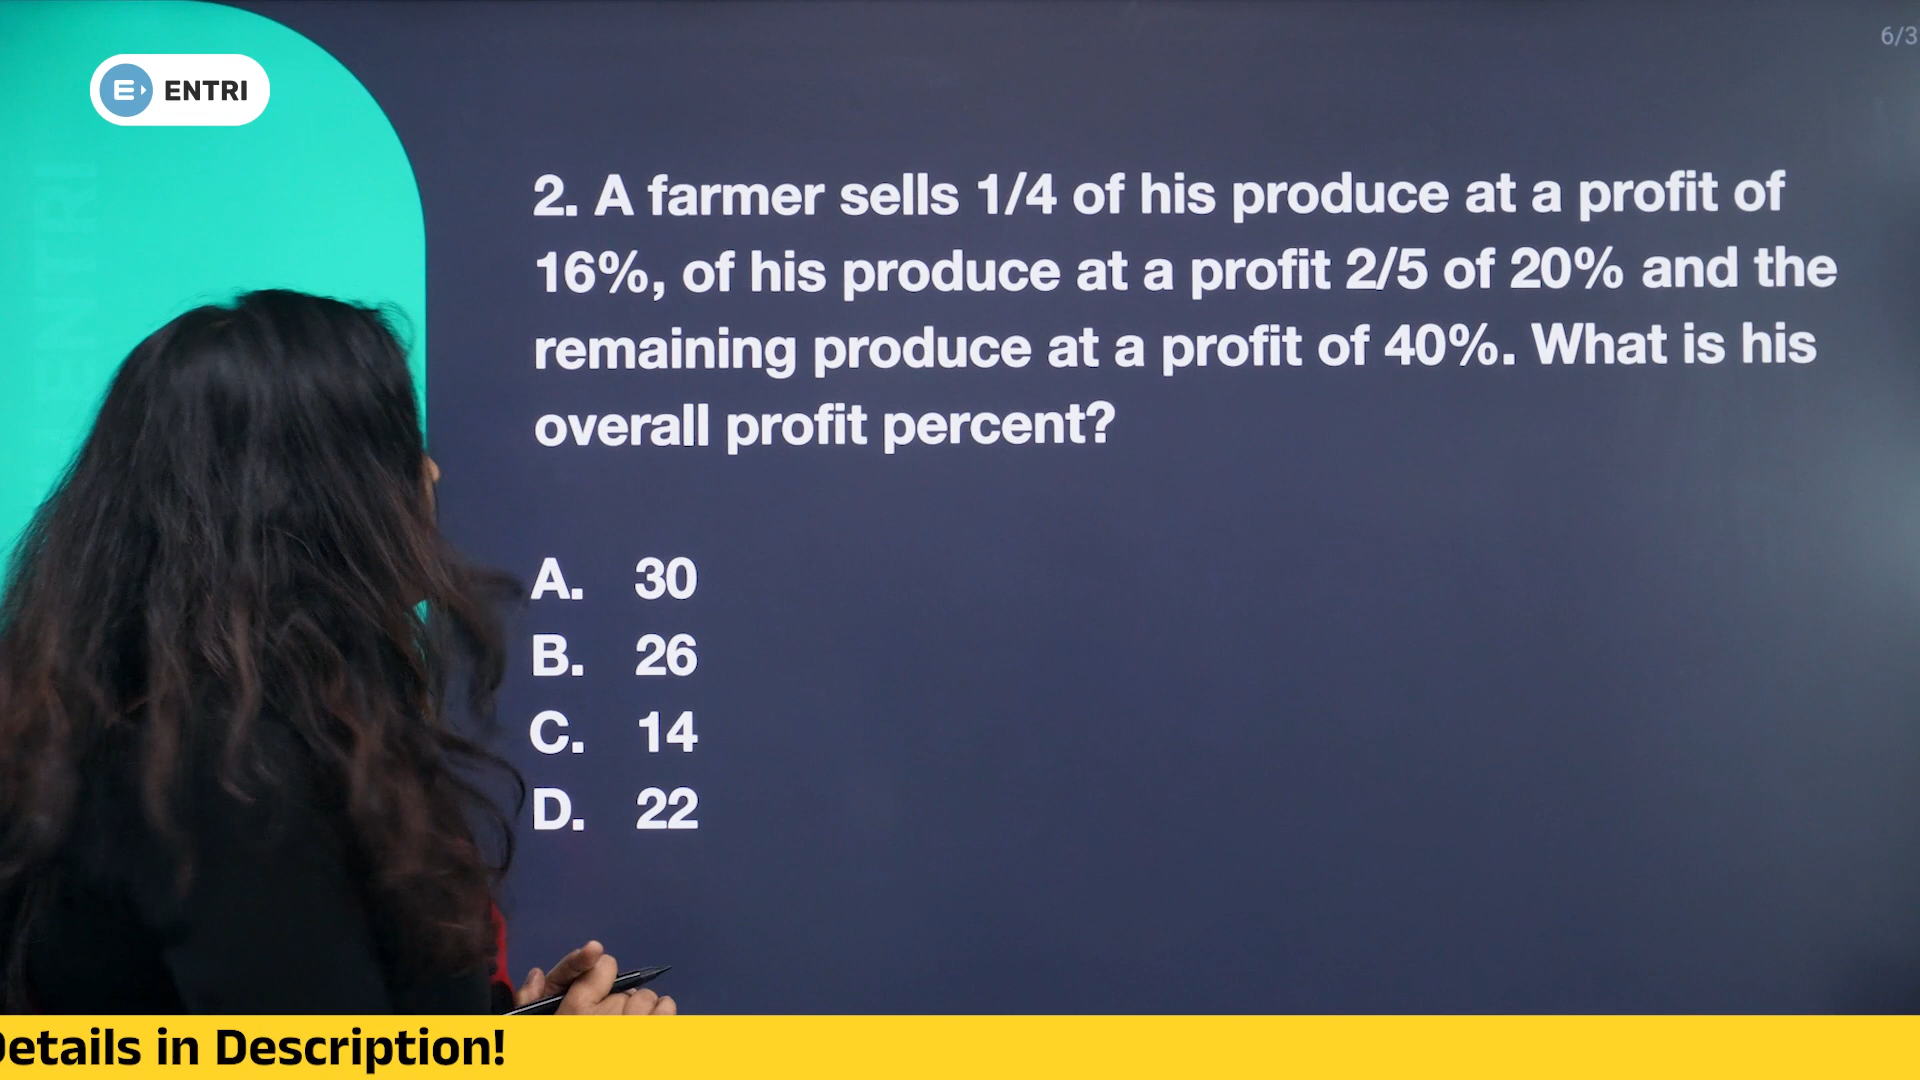 6/3
ENTRI
ENTRI
2. A farmer sells 1/4 of his produce at a profit of
16%, of his produce at a profit 2/5 of 20% and the
remaining produce at a profit of 40%. What is his
overall profit percent?
A. 30
B. 26
C. 14
D. 22
Details in Description!